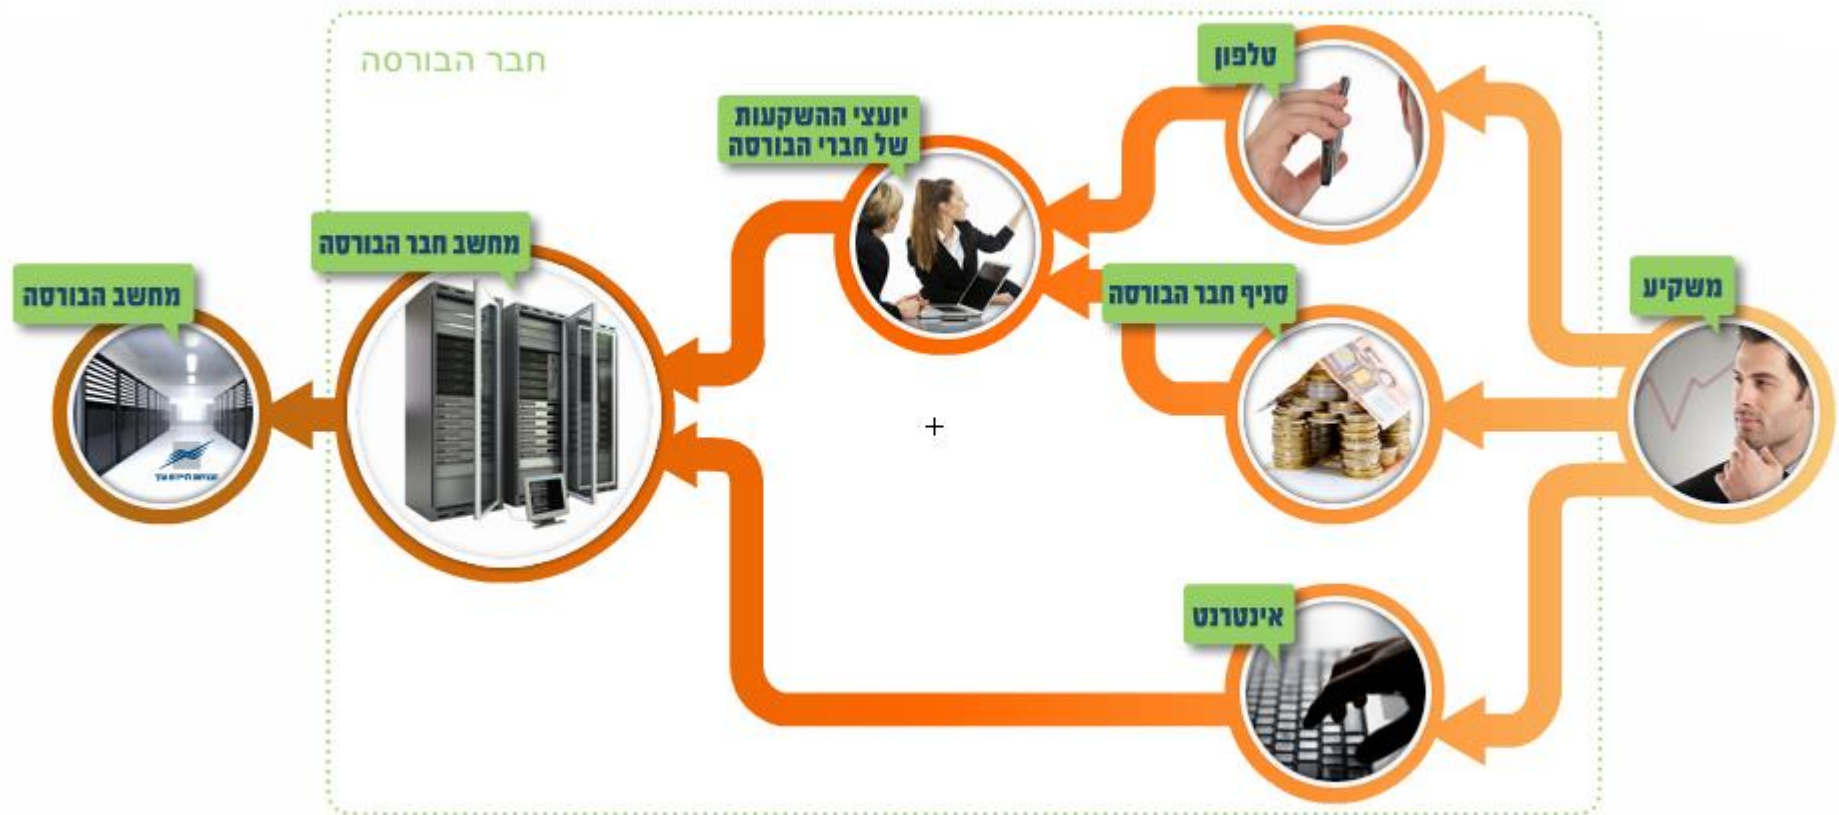 חבר הבורסה
טלפון
יועצי ההשקעות
של חברי הבורסה
מחשב חבר הבורסה
סניף חבר הבורסה
משקיע
מחשב הבורסה
אינטרנט